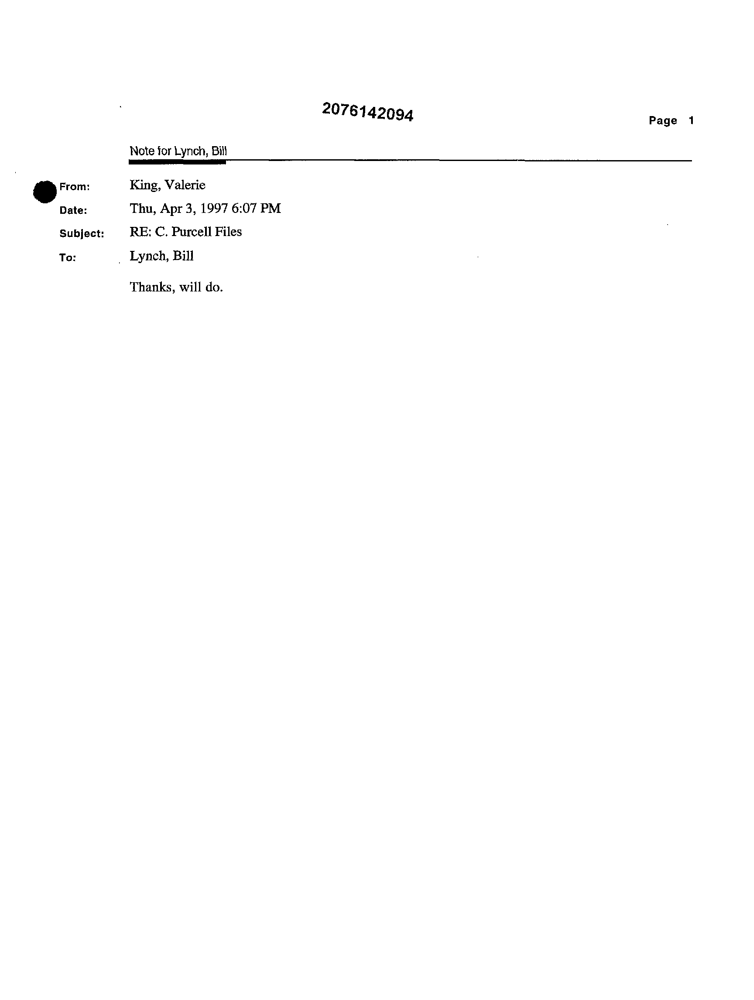 2076142094
Page 1
Note for Lynch, Bill
From: King, Valerie
Date: Thu, Apr 3, 1997 6:07 PM
Subject: RE: C. Purcell Files
To: Lynch, Bill
Thanks, will do.